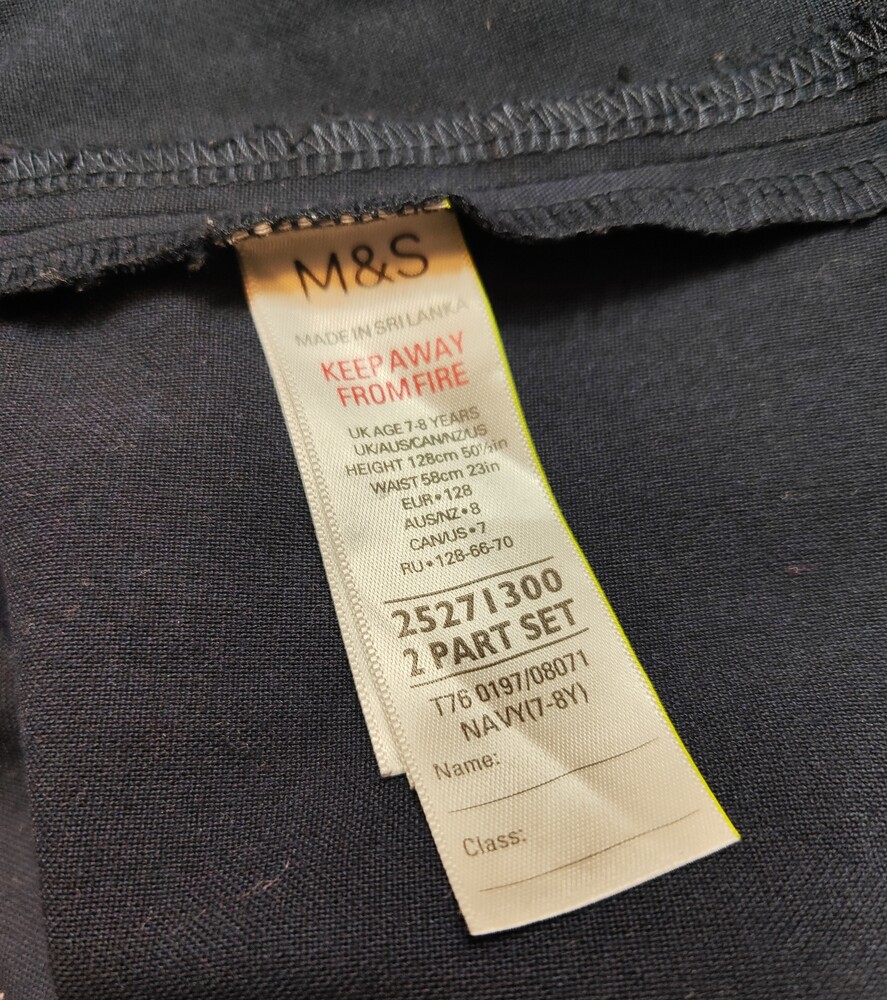 M&S
MADE IN SRI LANKA
KEEP AWAY
FROM FIRE
UK AGE 7-8 YEARS
UK/AUS/CAN/NZ/US
HEIGHT 128cm 50½in
WAIST 58cm 23in
EUR•128
AUS/NZ•8
CAN/US•7
RU•128-66-70
25271300
2 PART SET
T76 0197/08071
NAVY(7-8Y)
Name:
Class: